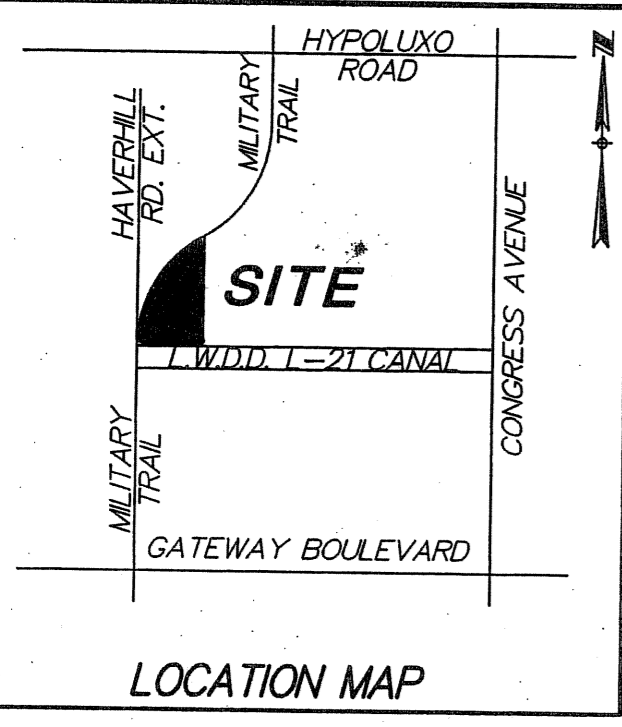 HYPOLUXO
ROAD
N
MILITARY
TRAIL
HAVERHILL
RD. EXT.
SITE
CONGRESS AVENUE
L.W.D.D. L-21 CANAL
MILITARY
TRAIL
GATEWAY BOULEVARD
LOCATION MAP